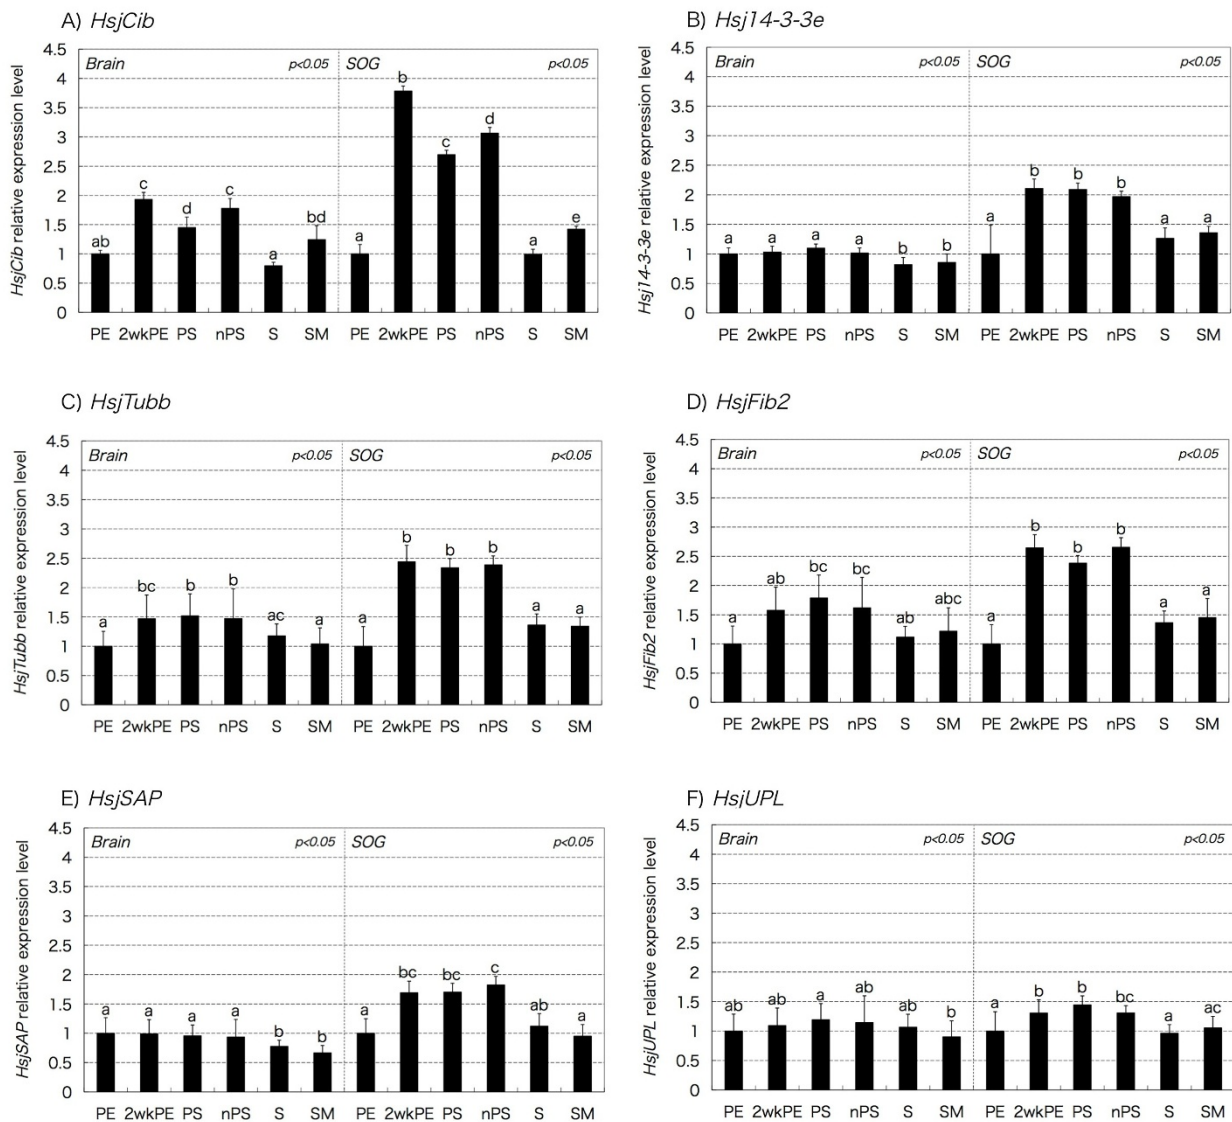 A) HsjCib
HsjCib relative expression level
4.5
4
3.5
3
2.5
2
1.5
1
0.5
0
Brain p<0.05 SOG p<0.05
ab c d c a bd a b c d a e
PE 2wkPE PS nPS S SM PE 2wkPE PS nPS S SM
B) Hsj14-3-3e
Hsj14-3-3e relative expression level
4.5
4
3.5
3
2.5
2
1.5
1
0.5
0
Brain p<0.05 SOG p<0.05
a a a a b b a b b b a a
PE 2wkPE PS nPS S SM PE 2wkPE PS nPS S SM
C) HsjTubb
HsjTubb relative expression level
4.5
4
3.5
3
2.5
2
1.5
1
0.5
0
Brain p<0.05 SOG p<0.05
a bc b b ac a a b b b a a
PE 2wkPE PS nPS S SM PE 2wkPE PS nPS S SM
D) HsjFib2
HsjFib2 relative expression level
4.5
4
3.5
3
2.5
2
1.5
1
0.5
0
Brain p<0.05 SOG p<0.05
a ab bc bc ab abc a b b b a a
PE 2wkPE PS nPS S SM PE 2wkPE PS nPS S SM
E) HsjSAP
HsjSAP relative expression level
4.5
4
3.5
3
2.5
2
1.5
1
0.5
0
Brain p<0.05 SOG p<0.05
a a a a b b a bc bc c ab a
PE 2wkPE PS nPS S SM PE 2wkPE PS nPS S SM
F) HsjUPL
HsjUPL relative expression level
4.5
4
3.5
3
2.5
2
1.5
1
0.5
0
Brain p<0.05 SOG p<0.05
ab ab a ab ab b a b b bc a ac
PE 2wkPE PS nPS S SM PE 2wkPE PS nPS S SM